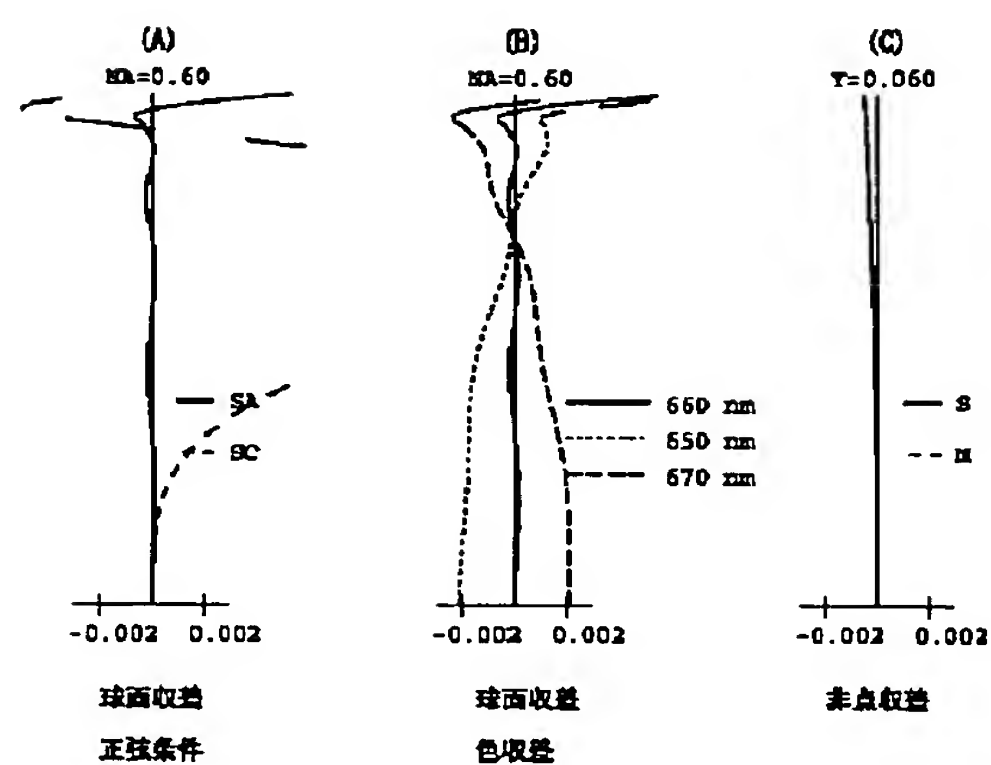 (A)
NA=0.60
SA
SC
-0.002 0.002
球面収差
正弦条件
(B)
NA=0.60
660 nm
650 nm
670 nm
-0.002 0.002
球面収差
色収差
(C)
Y=0.060
S
M
-0.002 0.002
非点収差